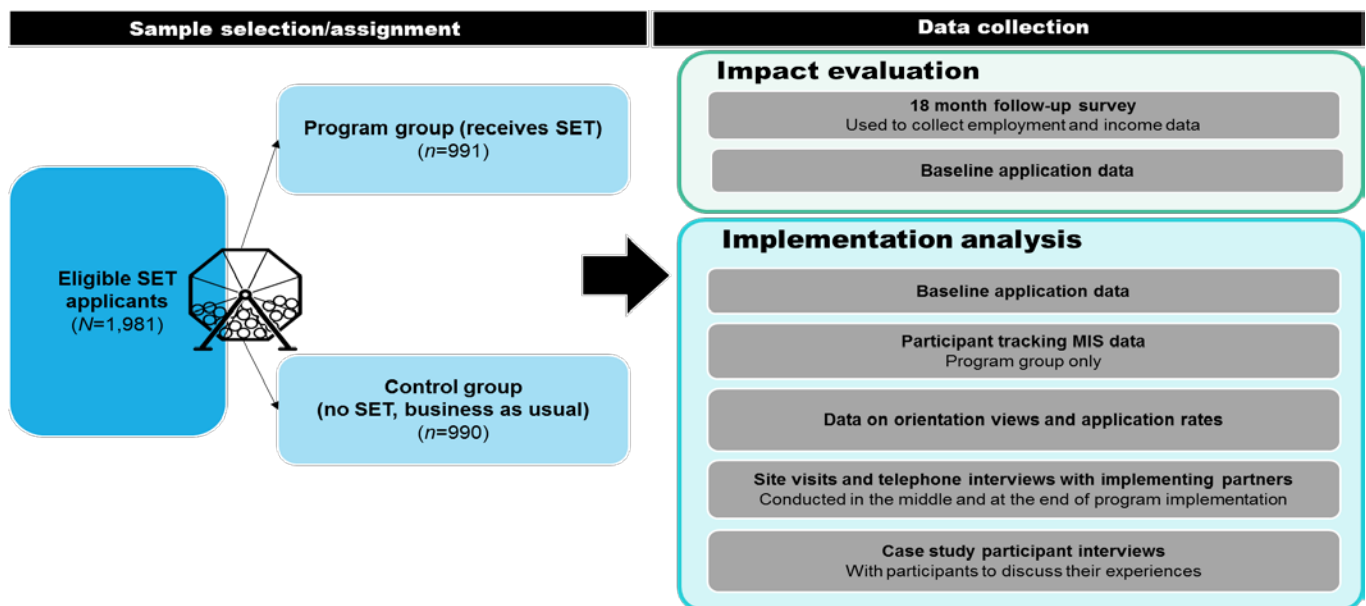 Sample selection/assignment
Data collection
Eligible SET
applicants
(N=1,981)
Program group (receives SET)
(n=991)
Control group
(no SET, business as usual)
(n=990)
Impact evaluation
18 month follow-up survey
Used to collect employment and income data
Baseline application data
Implementation analysis
Baseline application data
Participant tracking MIS data
Program group only
Data on orientation views and application rates
Site visits and telephone interviews with implementing partners
Conducted in the middle and at the end of program implementation
Case study participant interviews
With participants to discuss their experiences